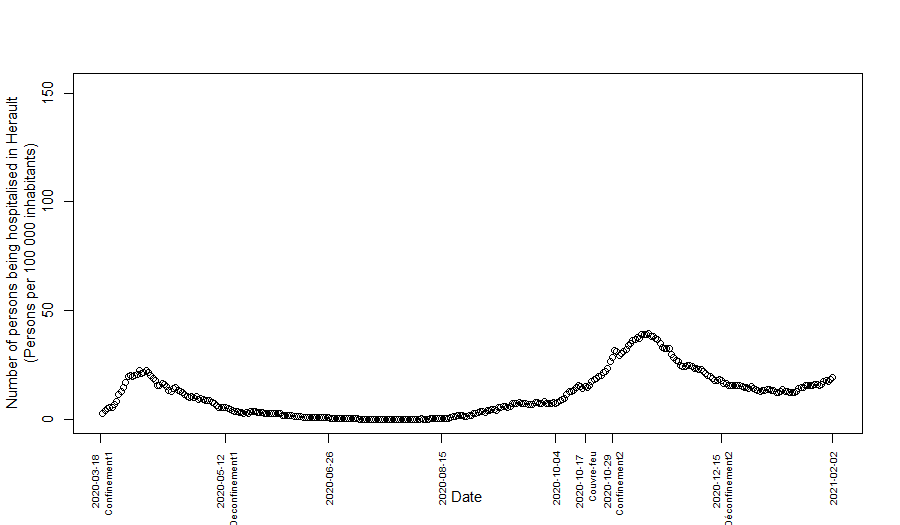 Number of persons being hospitalised in Herault
(Persons per 100 000 inhabitants)
150
100
50
0
2020-03-18
Confinement1
2020-05-12
Deconfinement1
2020-06-26
2020-08-15
2020-10-04
2020-10-17
Couvre-feu
2020-10-29
Confinement2
2020-12-15
Déconfinement2
2021-02-02
Date